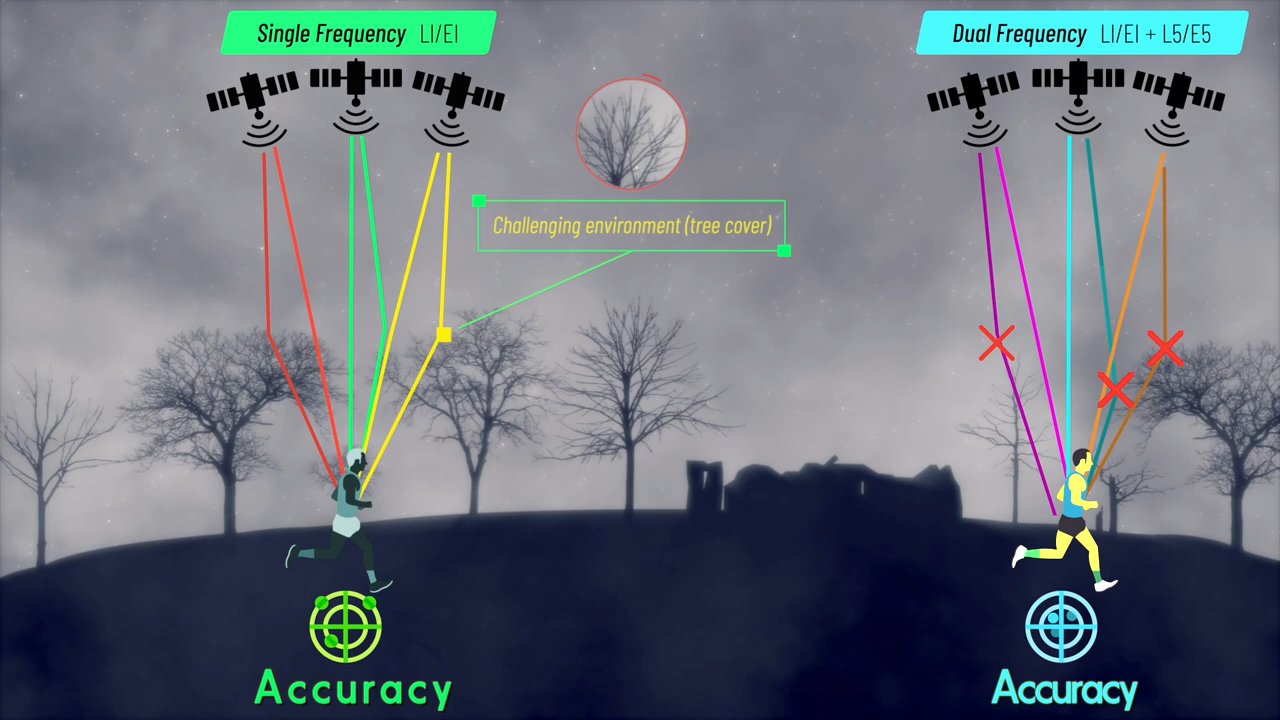 Single Frequency L1/E1
Dual Frequency L1/E1 + L5/E5
Challenging environment (tree cover)
Accuracy
Accuracy